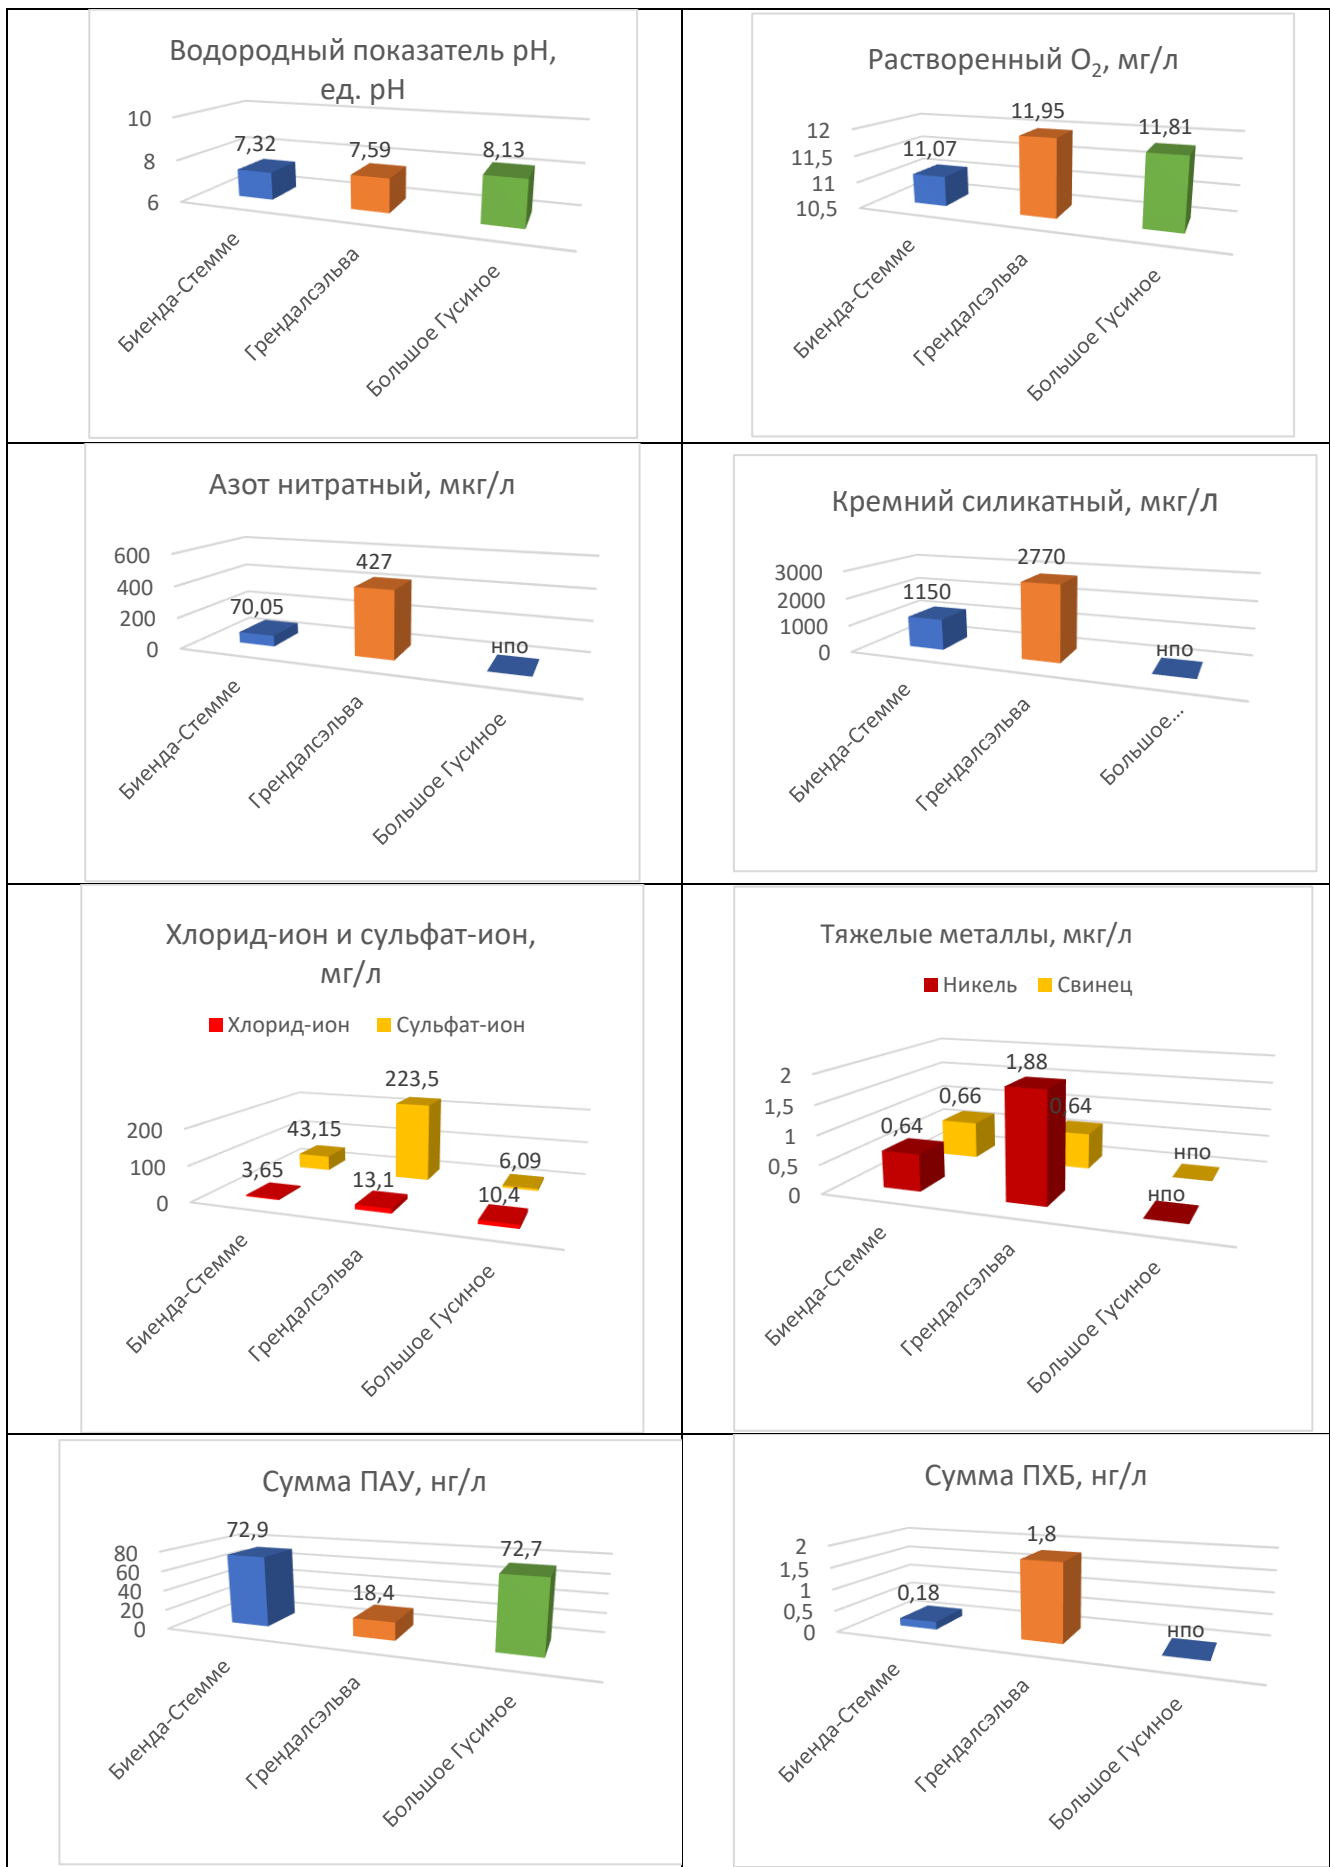 Водородный показатель pH,
ед. pH
10
8
6
7,32
7,59
8,13
Биенда-Стемме
Грендалсэльва
Большое Гусиное
Растворенный O₂, мг/л
12
11,5
11
10,5
11,07
11,95
11,81
Биенда-Стемме
Грендалсэльва
Большое Гусиное
Азот нитратный, мкг/л
600
400
200
0
70,05
427
нпо
Биенда-Стемме
Грендалсэльва
Большое Гусиное
Кремний силикатный, мкг/л
3000
2000
1000
0
1150
2770
нпо
Биенда-Стемме
Грендалсэльва
Большое...
Хлорид-ион и сульфат-ион,
мг/л
Хлорид-ион Сульфат-ион
200
100
0
43,15
223,5
6,09
3,65
13,1
10,4
Биенда-Стемме
Грендалсэльва
Большое Гусиное
Тяжелые металлы, мкг/л
Никель Свинец
2
1,5
1
0,5
0
0,64
0,66
1,88
0,64
нпо
нпо
Биенда-Стемме
Грендалсэльва
Большое Гусиное
Сумма ПАУ, нг/л
80
60
40
20
0
72,9
18,4
72,7
Биенда-Стемме
Грендалсэльва
Большое Гусиное
Сумма ПХБ, нг/л
2
1,5
1
0,5
0
0,18
1,8
нпо
Биенда-Стемме
Грендалсэльва
Большое Гусиное